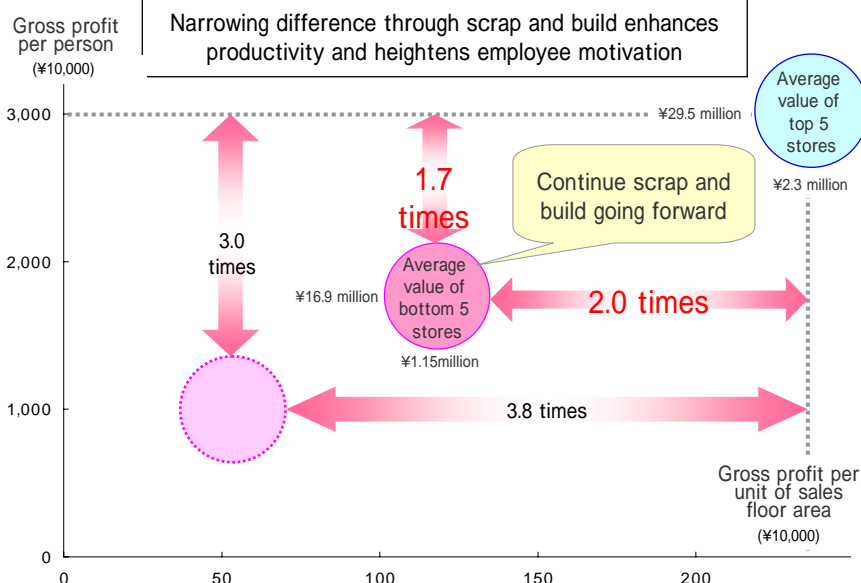 Narrowing difference through scrap and build enhances
productivity and heightens employee motivation
Gross profit
per person
(¥10,000)
3,000
2,000
1,000
0
0
50
100
150
200
¥29.5 million
Average
value of
top 5
stores
¥2.3 million
1.7
times
Continue scrap and
build going forward
3.0
times
¥16.9 million
Average
value of
bottom 5
stores
¥1.15million
2.0 times
3.8 times
Gross profit per
unit of sales
floor area
(¥10,000)